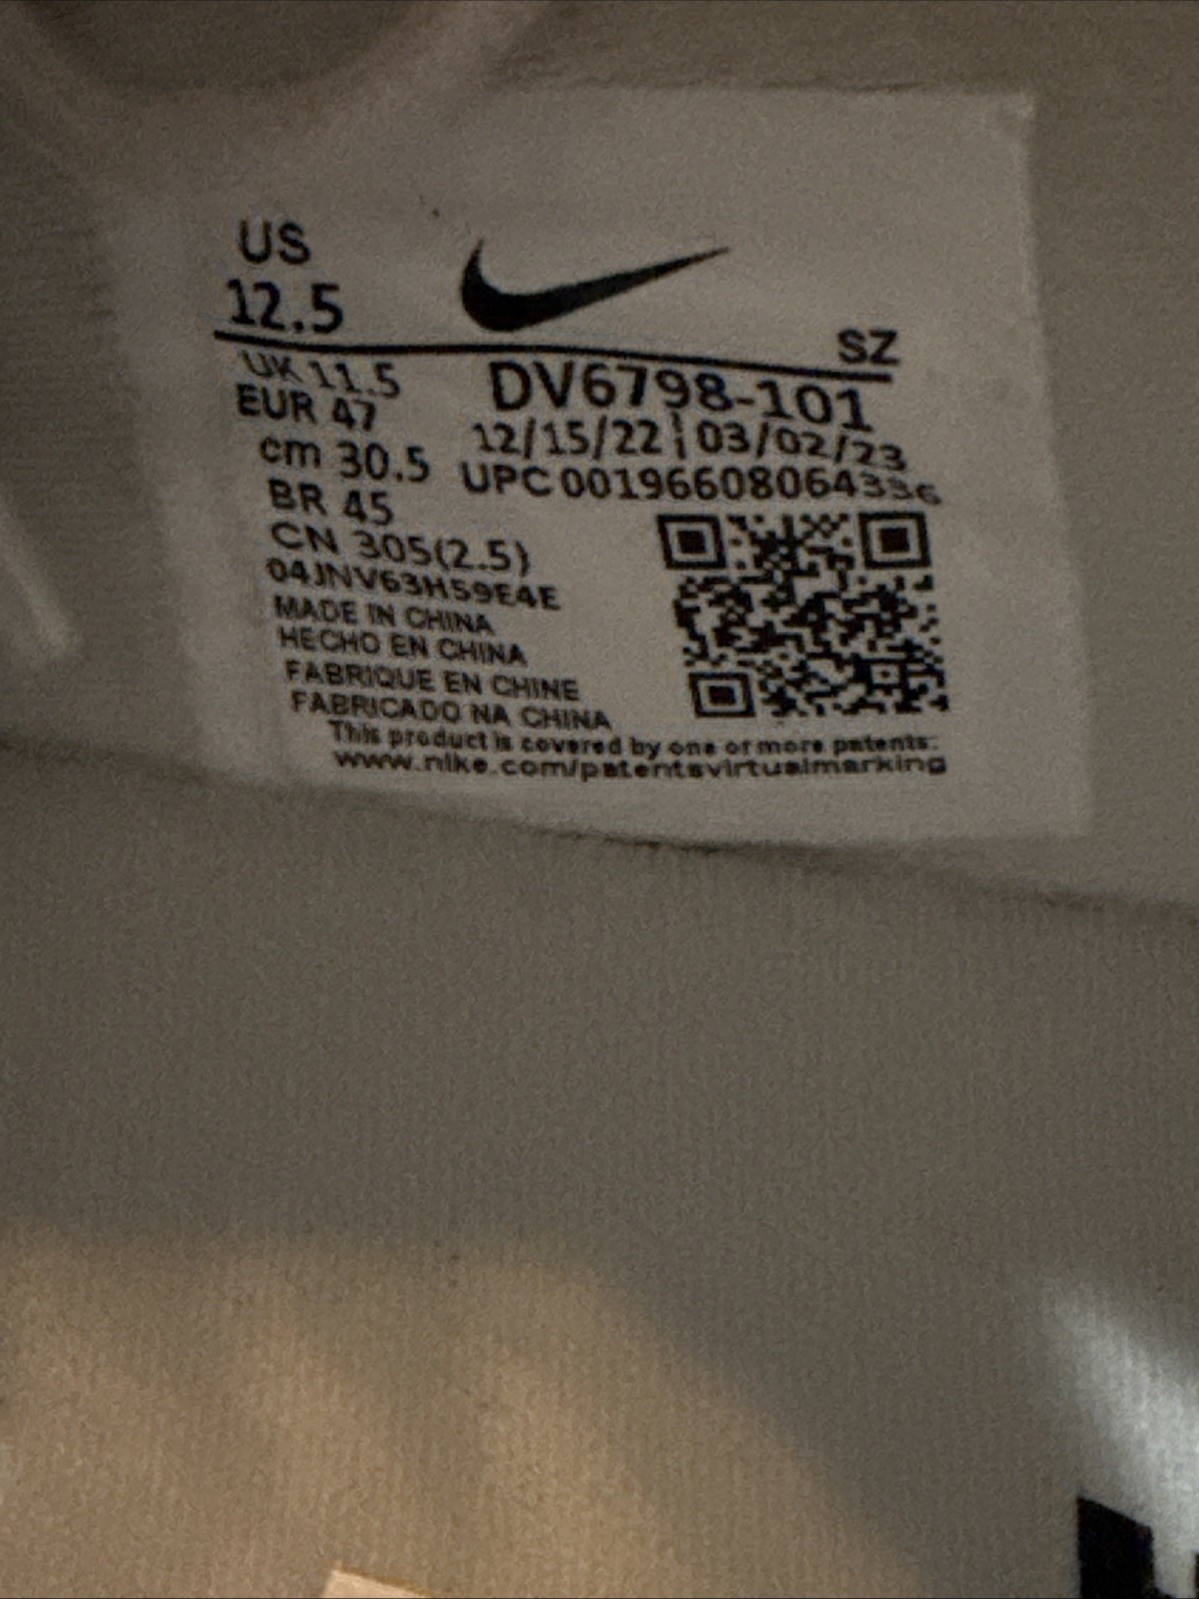 US
12.5
SZ
UK 11.5
DV6798-101
EUR 47
12/15/22 | 03/02/23
cm 30.5
UPC 00196608064336
BR 45
CN 305(2.5)
04JNV63H59E4E
MADE IN CHINA
HECHO EN CHINA
FABRIQUE EN CHINE
FABRICADO NA CHINA
This product is covered by one or more patents:
www.nike.com/patentsvirtualmarking